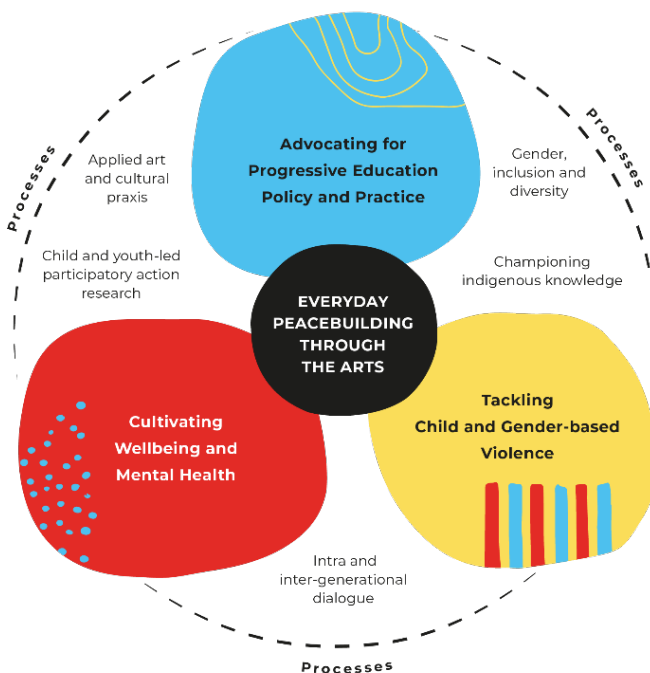 Advocating for
Progressive Education
Policy and Practice
Processes
Applied art
and cultural
praxis
Gender,
inclusion and
diversity
Processes
Child and youth-led
participatory action
research
Championing
indigenous knowledge
EVERYDAY
PEACEBUILDING
THROUGH
THE ARTS
Cultivating
Wellbeing and
Mental Health
Tackling
Child and Gender-based
Violence
Intra and
inter-generational
dialogue
Processes